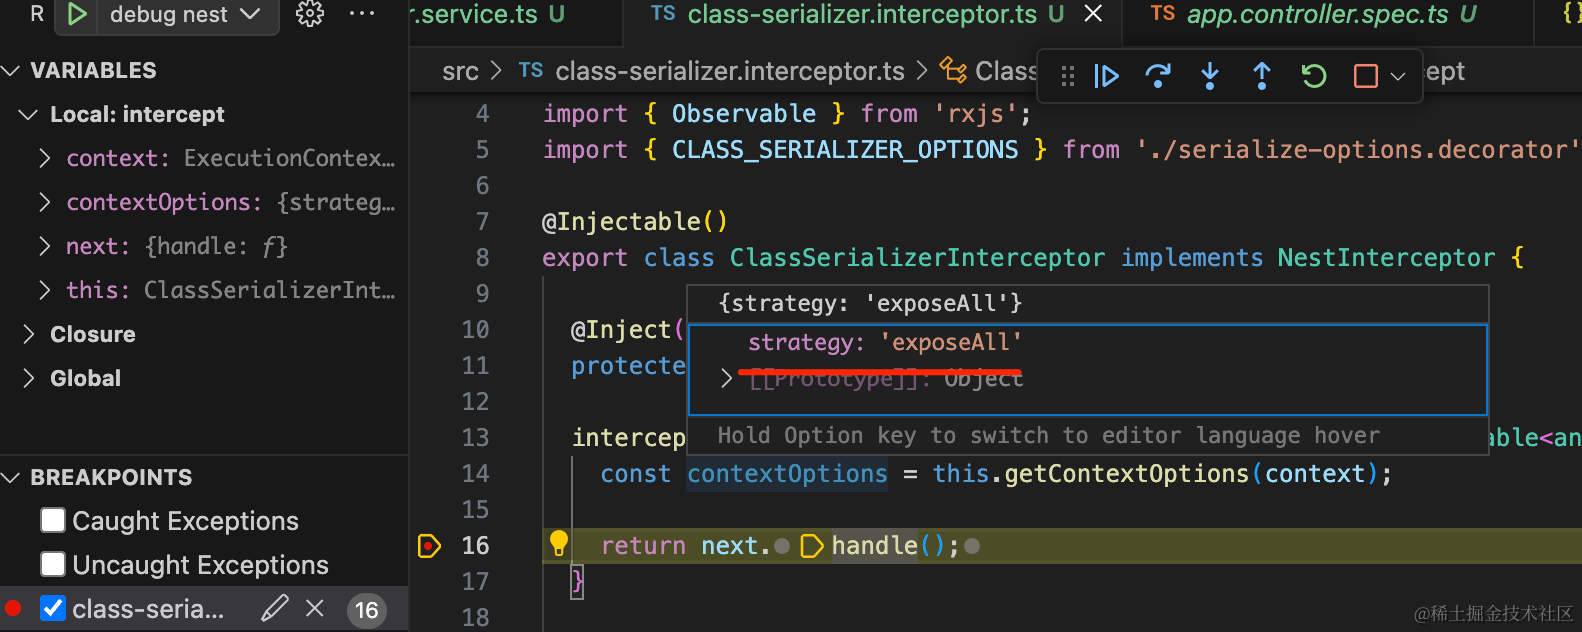 R debug nest
VARIABLES
Local: intercept
context: ExecutionContex…
contextOptions: {strateg…
next: {handle: ƒ}
this: ClassSerializerInt…
Closure
Global
BREAKPOINTS
Caught Exceptions
Uncaught Exceptions
class-seria... 16
r.service.ts U
TS class-serializer.interceptor.ts U
TS app.controller.spec.ts U
{}
src > TS class-serializer.interceptor.ts > Class
cept
4 import { Observable } from 'rxjs';
5 import { CLASS_SERIALIZER_OPTIONS } from './serialize-options.decorator'
6
7 @Injectable()
8 export class ClassSerializerInterceptor implements NestInterceptor {
9
{strategy: 'exposeAll'}
10 @Inject(
strategy: 'exposeAll'
11 protecte
[[Prototype]]: Object
12
13 intercep
Hold Option key to switch to editor language hover
able<an
14 const contextOptions = this.getContextOptions(context);
15
16 return next.handle();
17 }
18
@稀土掘金技术社区